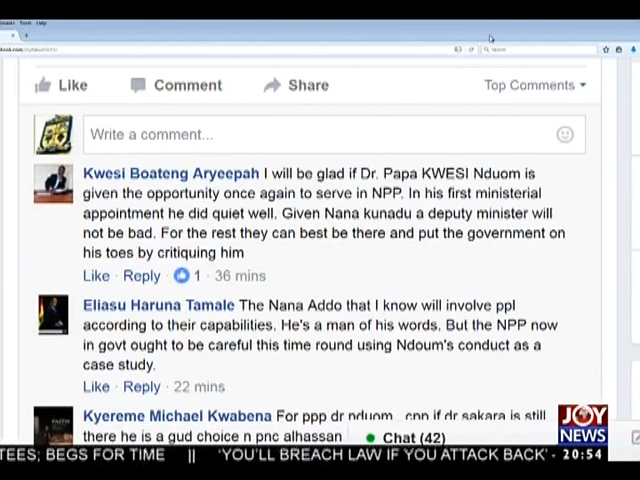 Tools Help
Search
Like Comment Share Top Comments
Write a comment...
Kwesi Boateng Aryeepah I will be glad if Dr. Papa KWESI Nduom is
given the opportunity once again to serve in NPP. In his first ministerial
appointment he did quiet well. Given Nana kunadu a deputy minister will
not be bad. For the rest they can best be there and put the government on
his toes by critiquing him
Like · Reply · 1 · 36 mins
Eliasu Haruna Tamale The Nana Addo that I know will involve ppl
according to their capabilities. He's a man of his words. But the NPP now
in govt ought to be careful this time round using Ndoum's conduct as a
case study.
Like · Reply · 22 mins
Kyereme Michael Kwabena For ppp dr nduom.. cpp if dr sakara is still
there he is a gud choice n pnc alhassan
Chat (42)
JOY
NEWS
TEES; BEGS FOR TIME || 'YOU'LL BREACH LAW IF YOU ATTACK BACK' - 20:54